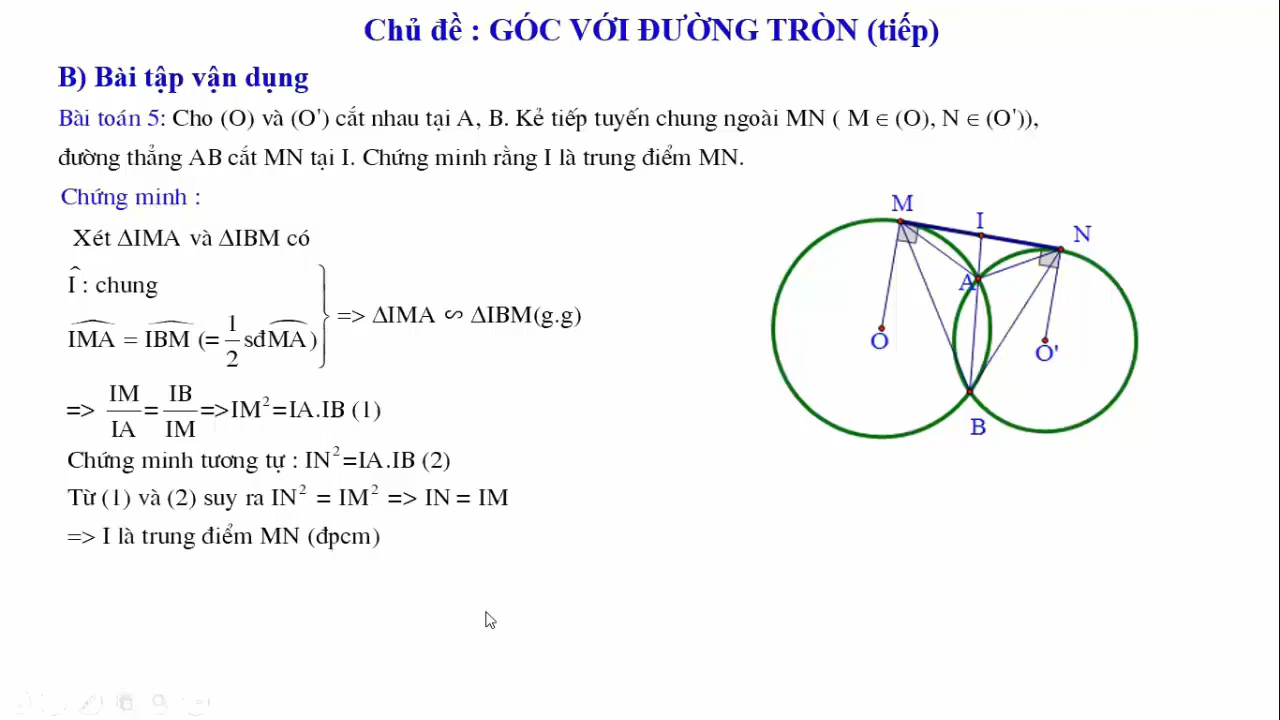 Chủ đề : GÓC VỚI ĐƯỜNG TRÒN (tiếp)
B) Bài tập vận dụng
Bài toán 5: Cho (O) và (O') cắt nhau tại A, B. Kẻ tiếp tuyến chung ngoài MN ( M ∈ (O), N ∈ (O')),
đường thẳng AB cắt MN tại I. Chứng minh rằng I là trung điểm MN.
Chứng minh :
Xét ΔIMA và ΔIBM có
Î : chung
IMA = IBM (= 1/2 sđMA)
=> ΔIMA ∽ ΔIBM(g.g)
=> IM/IA = IB/IM =>IM²=IA.IB (1)
Chứng minh tương tự : IN²=IA.IB (2)
Từ (1) và (2) suy ra IN² = IM² => IN = IM
=> I là trung điểm MN (đpcm)
M
I
N
A
O
O'
B